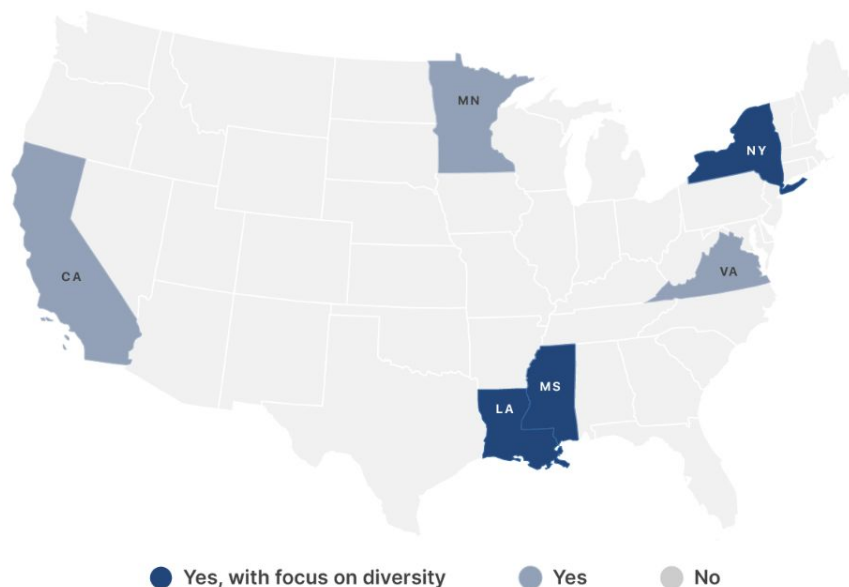 MN
NY
CA
VA
MS
LA
Yes, with focus on diversity
Yes
No